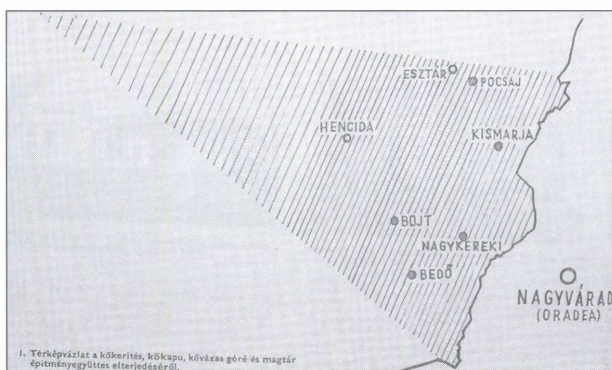 ESZTÁR
POCSAJ
HENCIDA
KISMARJA
BOJT
NAGYKEREKI
BEDŐ
NAGYVÁRAD
(ORADEA)
1. Térképvázlat a kőkerítés, kőkapu, kővázas góré és magtár
építményegyüttes elterjedéséről.